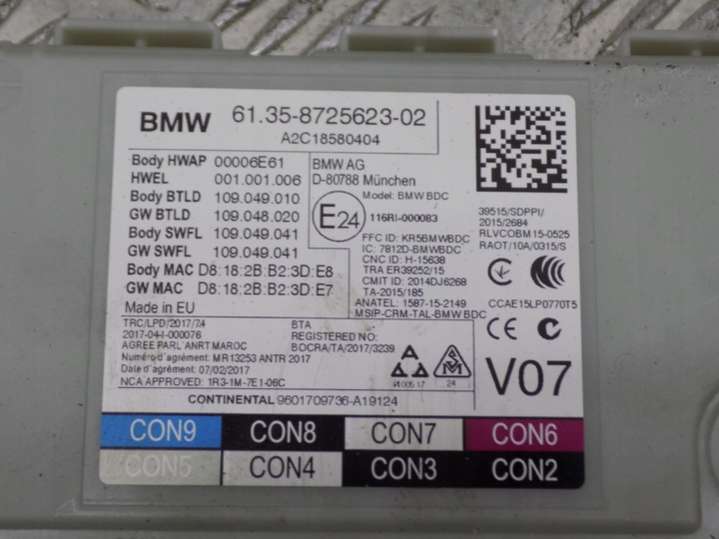 BMW 61.35-8725623-02
A2C18580404
Body HWAP 00006E61
HWEL 001.001.006
Body BTLD 109.049.010
GW BTLD 109.048.020
Body SWFL 109.049.041
GW SWFL 109.049.041
Body MAC D8:18:2B:B2:3D:E8
GW MAC D8:18:2B:B2:3D:E7
Made in EU
BMW AG
D-80788 München
Model: BMW BDC
E24
116RI-000083
FFC ID: KR5BMWBDC
IC: 7812D-BMWBDC
CNC ID: H-15638
TRA ER39252/15
CMIT ID: 2014DJ6268
TA-2015/185
ANATEL: 1587-15-2149
MSIP-CRM-TAL-BMW BDC
39515/SDPPI/
2015/2684
RLVCOBM15-0525
RAOT/10A/0315/S
CCAE15LP0770T5
TRC/LPD/2017/74
2017-04-I-000076
AGREE PARL ANRT MAROC
Numéro d'agrément: MR13253 ANTR 2017
Date d'agrément: 07/02/2017
NCA APPROVED: 1R3-1M-7E1-06C
BTA
REGISTERED NO:
BOCRA/TA/2017/3239
24
V07
CONTINENTAL 9601709736-A19124
CON9 CON8 CON7 CON6
CON5 CON4 CON3 CON2